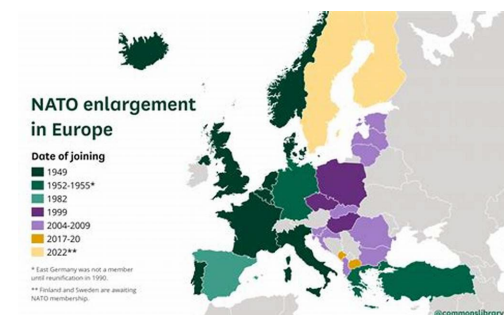 NATO enlargement
in Europe
Date of joining
1949
1952-1955*
1982
1999
2004-2009
2017-20
2022**
* East Germany was not a member
until reunification in 1990.
** Finland and Sweden are awaiting
NATO membership.
@commonslibrary